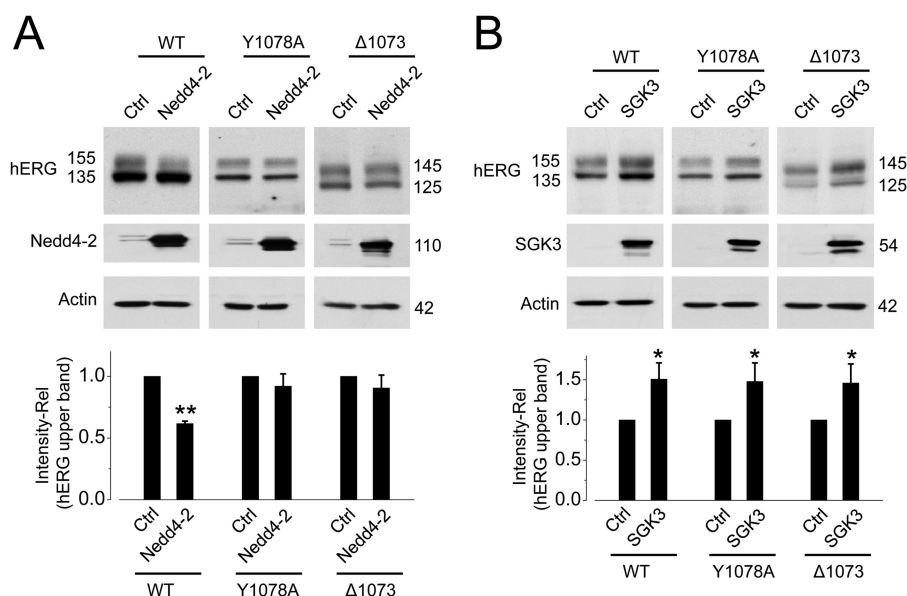 A
WT Y1078A Δ1073
Ctrl Nedd4-2 Ctrl Nedd4-2 Ctrl Nedd4-2
hERG 155 145
135 125
Nedd4-2 110
Actin 42
Intensity-Rel
(hERG upper band)
1.0
**
0.5
0.0
Ctrl Nedd4-2 Ctrl Nedd4-2 Ctrl Nedd4-2
WT Y1078A Δ1073
B
WT Y1078A Δ1073
Ctrl SGK3 Ctrl SGK3 Ctrl SGK3
hERG 155 145
135 125
SGK3 54
Actin 42
Intensity-Rel
(hERG upper band)
* * *
1.5
1.0
0.5
0.0
Ctrl SGK3 Ctrl SGK3 Ctrl SGK3
WT Y1078A Δ1073